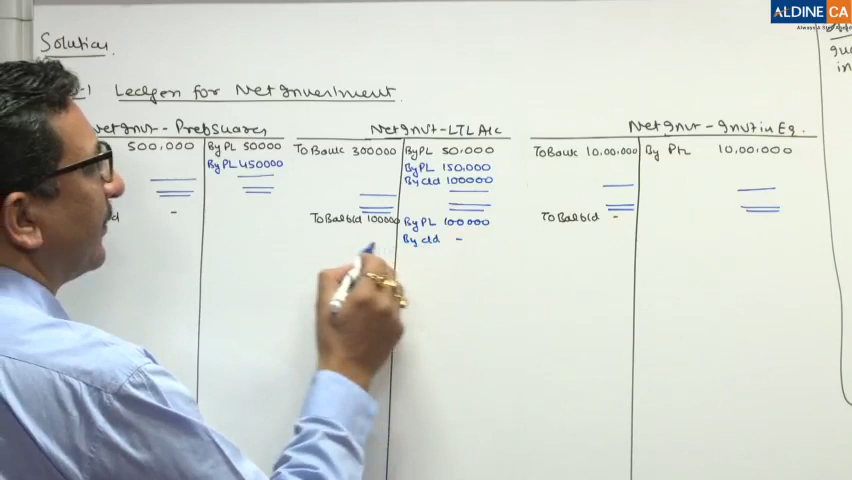 ALDINE CA
Solution.
-1 Ledger for Net Investment.
Net Invt - Pref Shares
500,000 By PL 50000
By PL 450000
-
Net Invt - LTL A/c
To Bank 300000 By PL 50,000
By PL 150,000
By c/d 100000
To Bal b/d 100000 By PL 100000
By c/d -
Net Invt - Invt in Eq.
To Bank 10,00,000 By P/L 10,00,000
To Bal b/d -
in